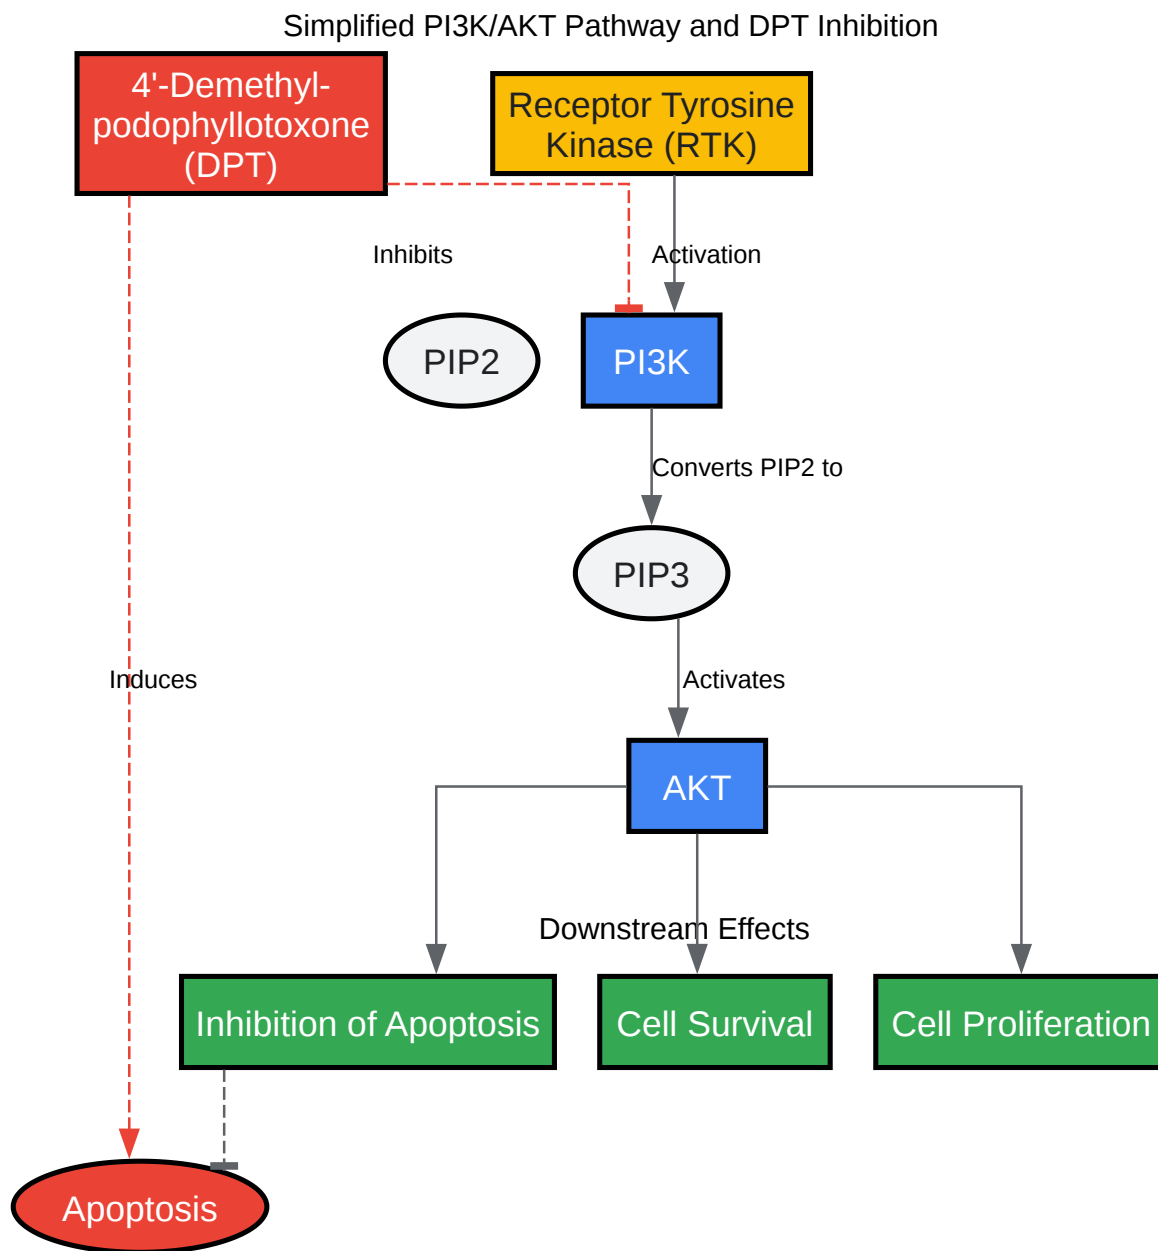 Simplified PI3K/AKT Pathway and DPT Inhibition
4'-Demethyl-
podophyllotoxone
(DPT)
Receptor Tyrosine
Kinase (RTK)
Inhibits
Activation
PIP2
PI3K
Converts PIP2 to
PIP3
Induces
Activates
AKT
Downstream Effects
Inhibition of Apoptosis
Cell Survival
Cell Proliferation
Apoptosis